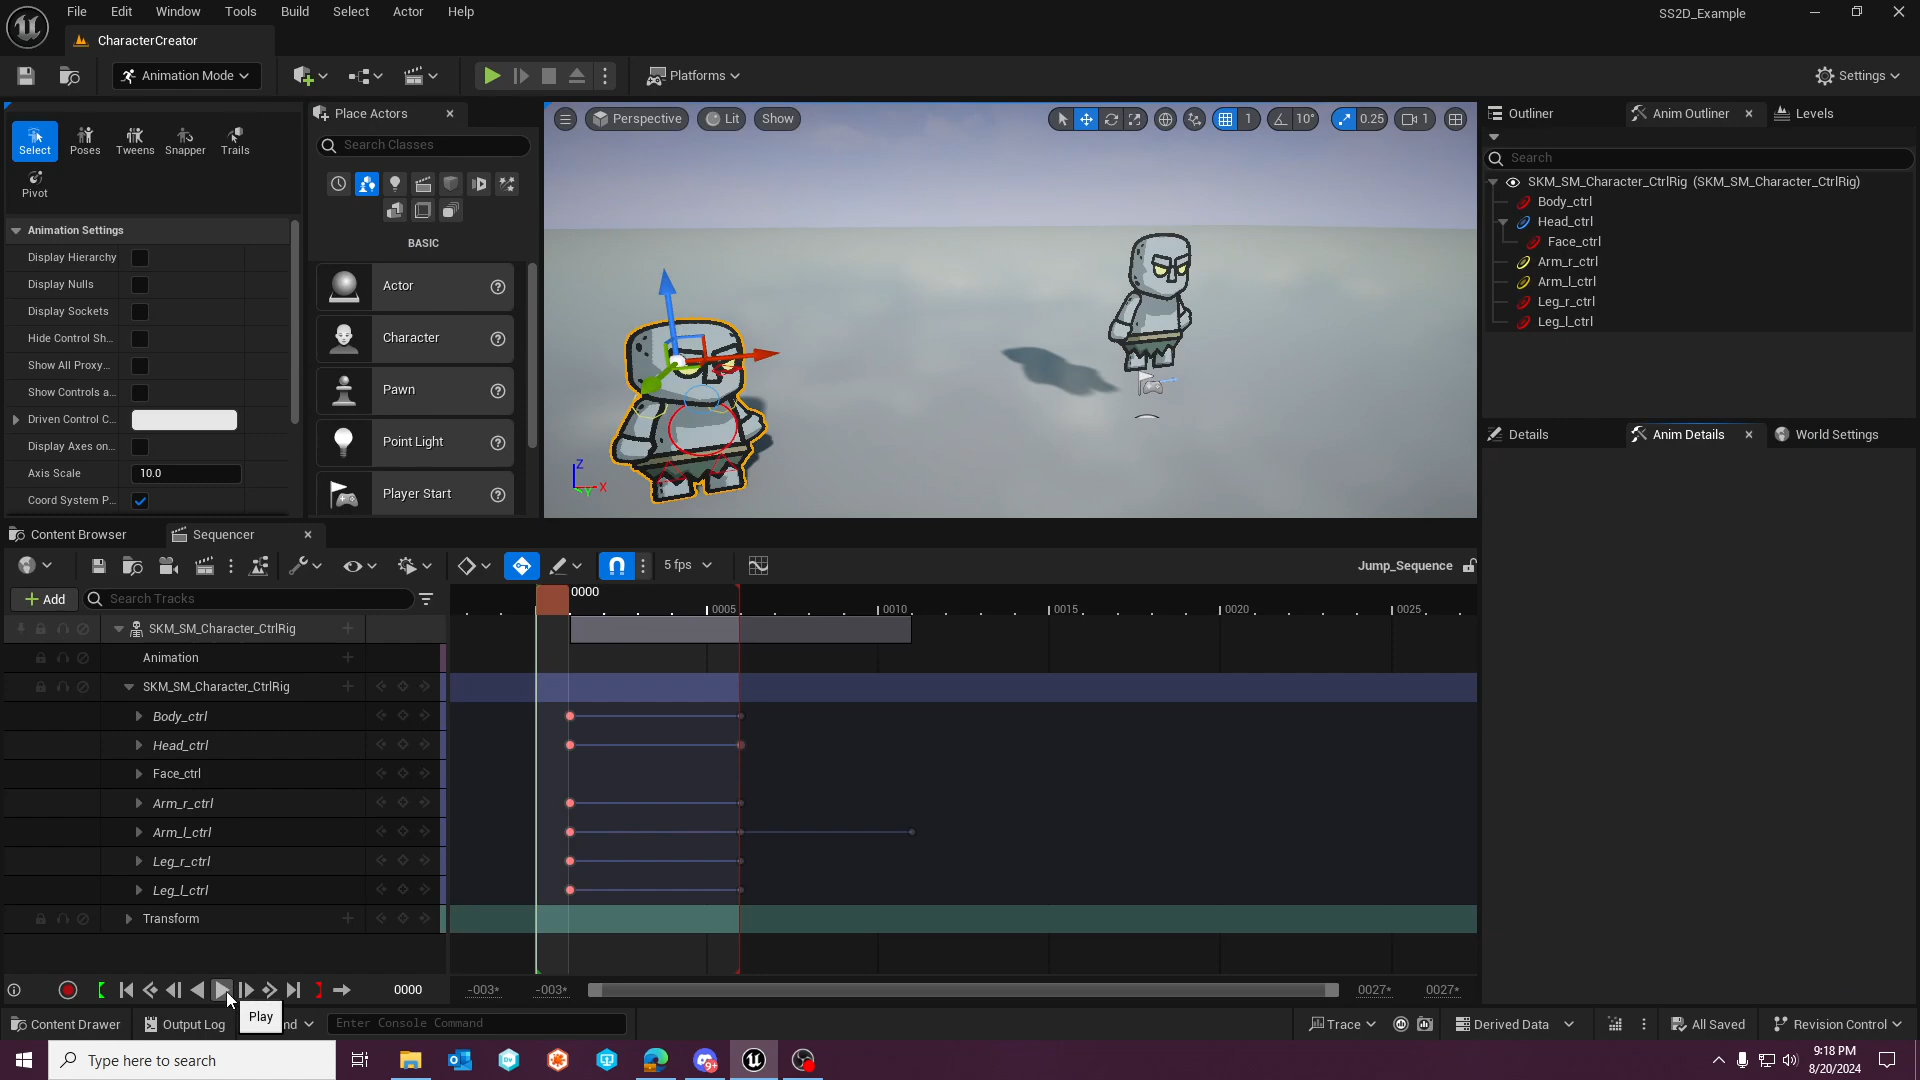 File Edit Window Tools Build Select Actor Help
SS2D_Example
CharacterCreator
Animation Mode
Platforms
Settings
Select Poses Tweens Snapper Trails
Pivot
Place Actors
Search Classes
BASIC
Actor
Character
Pawn
Point Light
Player Start
Animation Settings
Display Hierarchy
Display Nulls
Display Sockets
Hide Control Sh...
Show All Proxy...
Show Controls a...
Driven Control C...
Display Axes on...
Axis Scale 10.0
Coord System P...
Perspective Lit Show
1 10° 0.25 1
Z
X
Y
Outliner Anim Outliner Levels
Search
SKM_SM_Character_CtrlRig (SKM_SM_Character_CtrlRig)
Body_ctrl
Head_ctrl
Face_ctrl
Arm_r_ctrl
Arm_l_ctrl
Leg_r_ctrl
Leg_l_ctrl
Details Anim Details World Settings
Content Browser Sequencer
5 fps
Jump_Sequence
Add Search Tracks
0000
0005 0010 0015 0020 0025
SKM_SM_Character_CtrlRig
Animation
SKM_SM_Character_CtrlRig
Body_ctrl
Head_ctrl
Face_ctrl
Arm_r_ctrl
Arm_l_ctrl
Leg_r_ctrl
Leg_l_ctrl
Transform
0000 -003* -003* 0027* 0027*
Play
Content Drawer Output Log nd Enter Console Command
Trace Derived Data All Saved Revision Control
Type here to search
9+
9:18 PM
8/20/2024